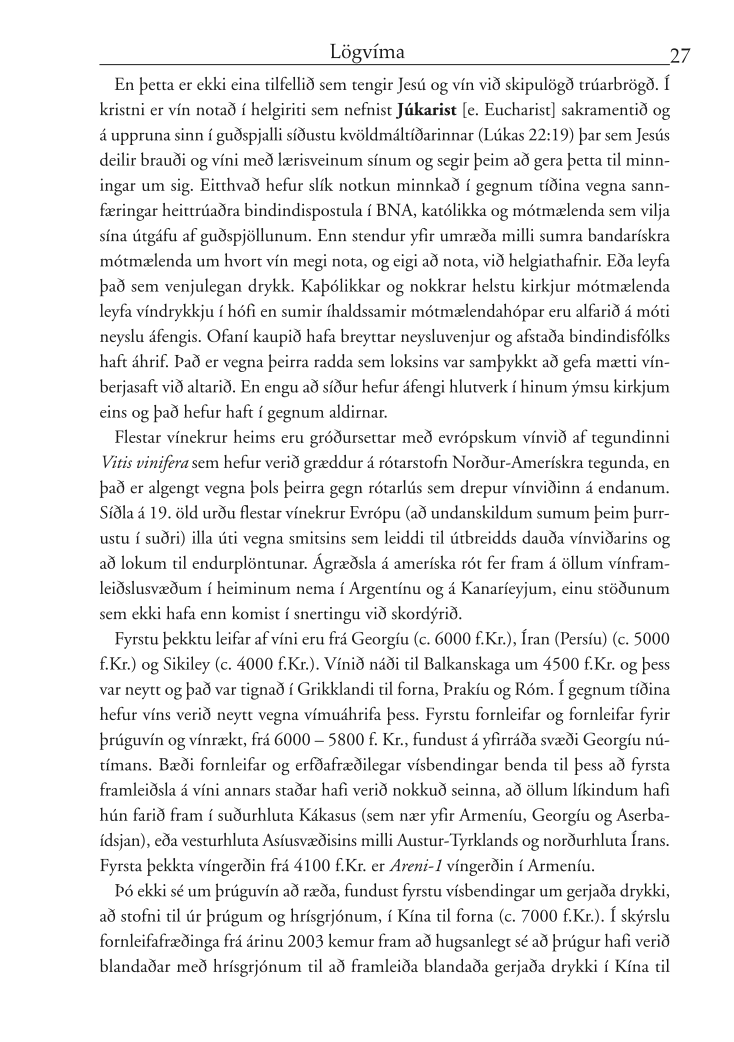 Lögvíma 27
En þetta er ekki eina tilfellið sem tengir Jesú og vín við skipulögð trúarbrögð. Í
kristni er vín notað í helgiriti sem nefnist Júkarist [e. Eucharist] sakramentið og
á uppruna sinn í guðspjalli síðustu kvöldmáltíðarinnar (Lúkas 22:19) þar sem Jesús
deilir brauði og víni með lærisveinum sínum og segir þeim að gera þetta til minn-
ingar um sig. Eitthvað hefur slík notkun minnkað í gegnum tíðina vegna sann-
færingar heittrúaðra bindindispostula í BNA, katólikka og mótmælenda sem vilja
sína útgáfu af guðspjöllunum. Enn stendur yfir umræða milli sumra bandarískra
mótmælenda um hvort vín megi nota, og eigi að nota, við helgiathafnir. Eða leyfa
það sem venjulegan drykk. Kaþólikkar og nokkrar helstu kirkjur mótmælenda
leyfa víndrykkju í hófi en sumir íhaldssamir mótmælendahópar eru alfarið á móti
neyslu áfengis. Ofaní kaupið hafa breyttar neysluvenjur og afstaða bindindisfólks
haft áhrif. Það er vegna þeirra radda sem loksins var samþykkt að gefa mætti vín-
berjasaft við altarið. En engu að síður hefur áfengi hlutverk í hinum ýmsu kirkjum
eins og það hefur haft í gegnum aldirnar.
Flestar vínekrur heims eru gróðursettar með evrópskum vínvið af tegundinni
Vitis vinifera sem hefur verið græddur á rótarstofn Norður-Amerískra tegunda, en
það er algengt vegna þols þeirra gegn rótarlús sem drepur vínviðinn á endanum.
Síðla á 19. öld urðu flestar vínekrur Evrópu (að undanskildum sumum þeim þurr-
ustu í suðri) illa úti vegna smitsins sem leiddi til útbreidds dauða vínviðarins og
að lokum til endurplöntunar. Ágræðsla á ameríska rót fer fram á öllum vínfram-
leiðslusvæðum í heiminum nema í Argentínu og á Kanaríeyjum, einu stöðunum
sem ekki hafa enn komist í snertingu við skordýrið.
Fyrstu þekktu leifar af víni eru frá Georgíu (c. 6000 f.Kr.), Íran (Persíu) (c. 5000
f.Kr.) og Sikiley (c. 4000 f.Kr.). Vínið náði til Balkanskaga um 4500 f.Kr. og þess
var neytt og það var tignað í Grikklandi til forna, Þrakíu og Róm. Í gegnum tíðina
hefur víns verið neytt vegna vímuáhrifa þess. Fyrstu fornleifar og fornleifar fyrir
þrúguvín og vínrækt, frá 6000 – 5800 f. Kr., fundust á yfirráða svæði Georgíu nú-
tímans. Bæði fornleifar og erfðafræðilegar vísbendingar benda til þess að fyrsta
framleiðsla á víni annars staðar hafi verið nokkuð seinna, að öllum líkindum hafi
hún farið fram í suðurhluta Kákasus (sem nær yfir Armeníu, Georgíu og Aserba-
ídsjan), eða vesturhluta Asíusvæðisins milli Austur-Tyrklands og norðurhluta Írans.
Fyrsta þekkta víngerðin frá 4100 f.Kr. er Areni-1 víngerðin í Armeníu.
Þó ekki sé um þrúguvín að ræða, fundust fyrstu vísbendingar um gerjaða drykki,
að stofni til úr þrúgum og hrísgrjónum, í Kína til forna (c. 7000 f.Kr.). Í skýrslu
fornleifafræðinga frá árinu 2003 kemur fram að hugsanlegt sé að þrúgur hafi verið
blandaðar með hrísgrjónum til að framleiða blandaða gerjaða drykki í Kína til